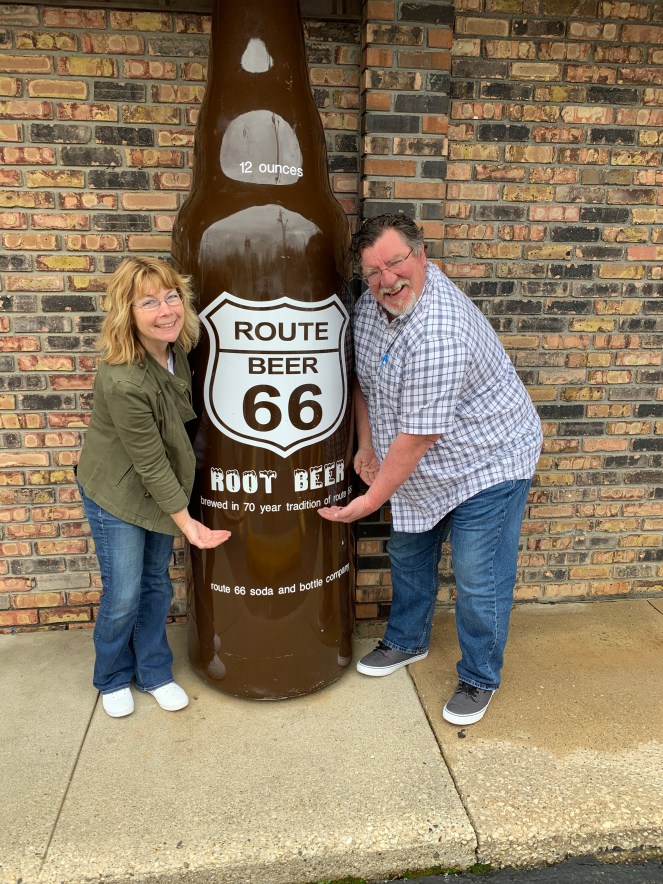 12 ounces
ROUTE
BEER
66
ROOT BEER
brewed in 70 year tradition of route 66
route 66 soda and bottle company